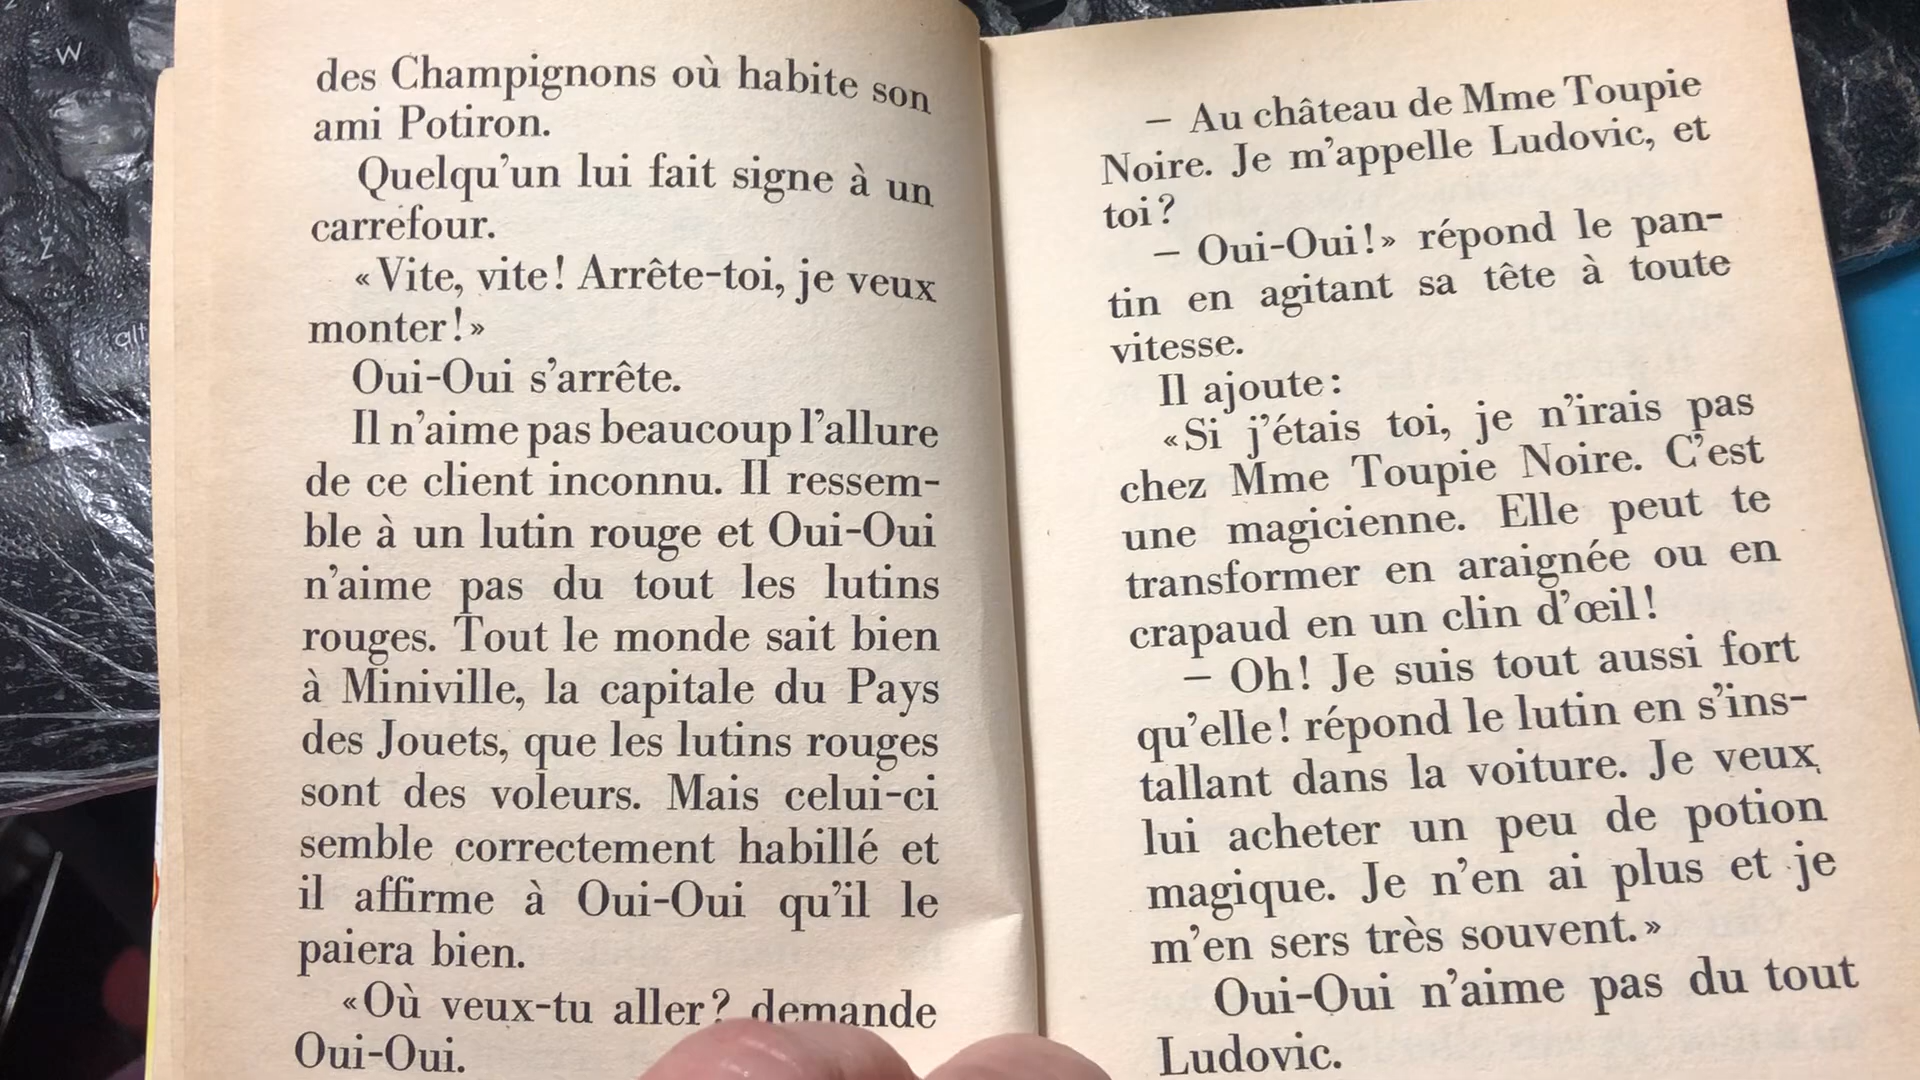 des Champignons où habite son
ami Potiron.
Quelqu'un lui fait signe à un
carrefour.
«Vite, vite! Arrête-toi, je veux
monter!»
Oui-Oui s'arrête.
Il n'aime pas beaucoup l'allure
de ce client inconnu. Il ressem-
ble à un lutin rouge et Oui-Oui
n'aime pas du tout les lutins
rouges. Tout le monde sait bien
à Miniville, la capitale du Pays
des Jouets, que les lutins rouges
sont des voleurs. Mais celui-ci
semble correctement habillé et
il affirme à Oui-Oui qu'il le
paiera bien.
«Où veux-tu aller? demande
Oui-Oui.
— Au château de Mme Toupie
Noire. Je m'appelle Ludovic, et
toi?
— Oui-Oui!» répond le pan-
tin en agitant sa tête à toute
vitesse.
Il ajoute:
«Si j'étais toi, je n'irais pas
chez Mme Toupie Noire. C'est
une magicienne. Elle peut te
transformer en araignée ou en
crapaud en un clin d'œil!
— Oh! Je suis tout aussi fort
qu'elle! répond le lutin en s'ins-
tallant dans la voiture. Je veux
lui acheter un peu de potion
magique. Je n'en ai plus et je
m'en sers très souvent.»
Oui-Oui n'aime pas du tout
Ludovic.
W
Z
alt